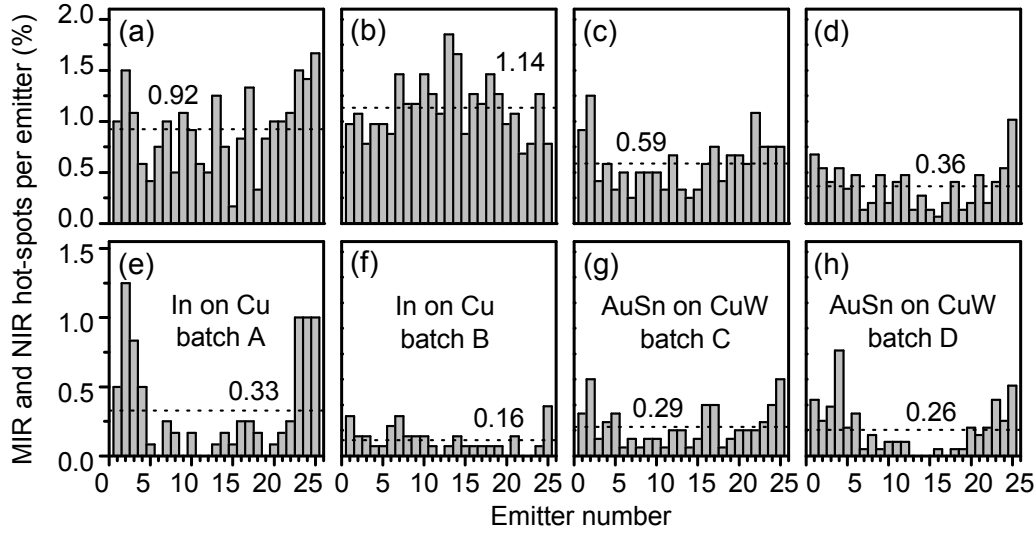 MIR and NIR hot-spots per emitter (%)
2.0
1.5
1.0
0.5
0.0
(a)
0.92
(b)
1.14
(c)
0.59
(d)
0.36
1.5
1.0
0.5
0.0
(e)
In on Cu
batch A
0.33
(f)
In on Cu
batch B
0.16
(g)
AuSn on CuW
batch C
0.29
(h)
AuSn on CuW
batch D
0.26
0 5 10 15 20 25
0 5 10 15 20 25
0 5 10 15 20 25
0 5 10 15 20 25
Emitter number